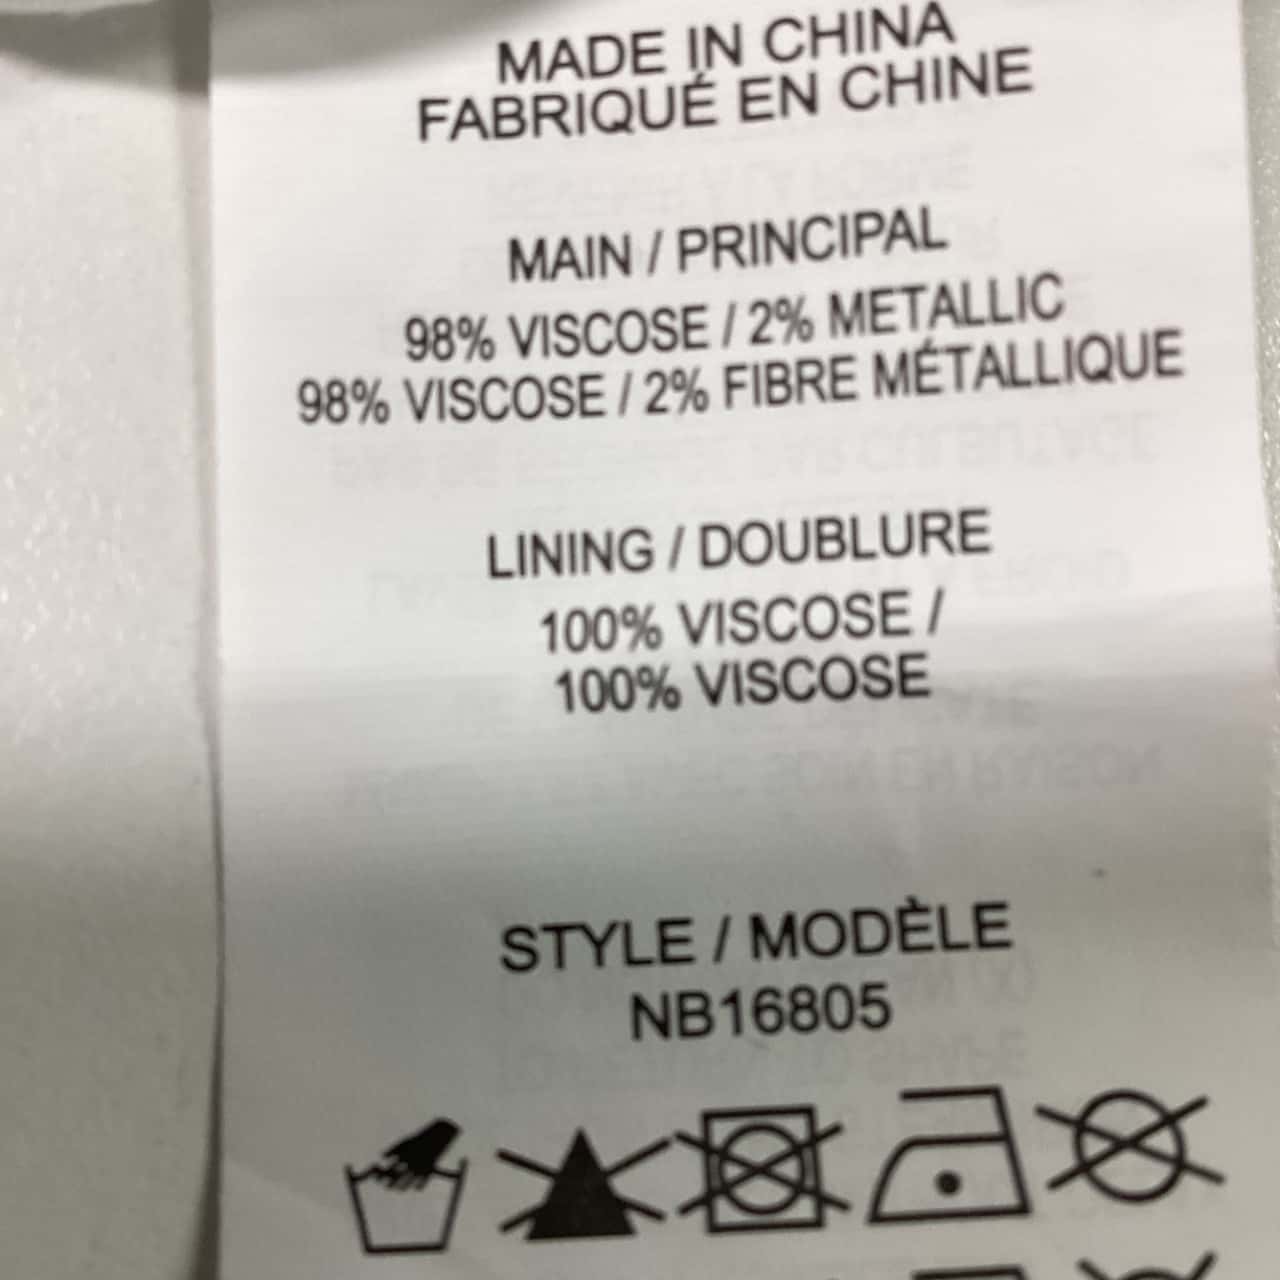 MADE IN CHINA
FABRIQUÉ EN CHINE
MAIN / PRINCIPAL
98% VISCOSE / 2% METALLIC
98% VISCOSE / 2% FIBRE MÉTALLIQUE
LINING / DOUBLURE
100% VISCOSE /
100% VISCOSE
STYLE / MODÈLE
NB16805